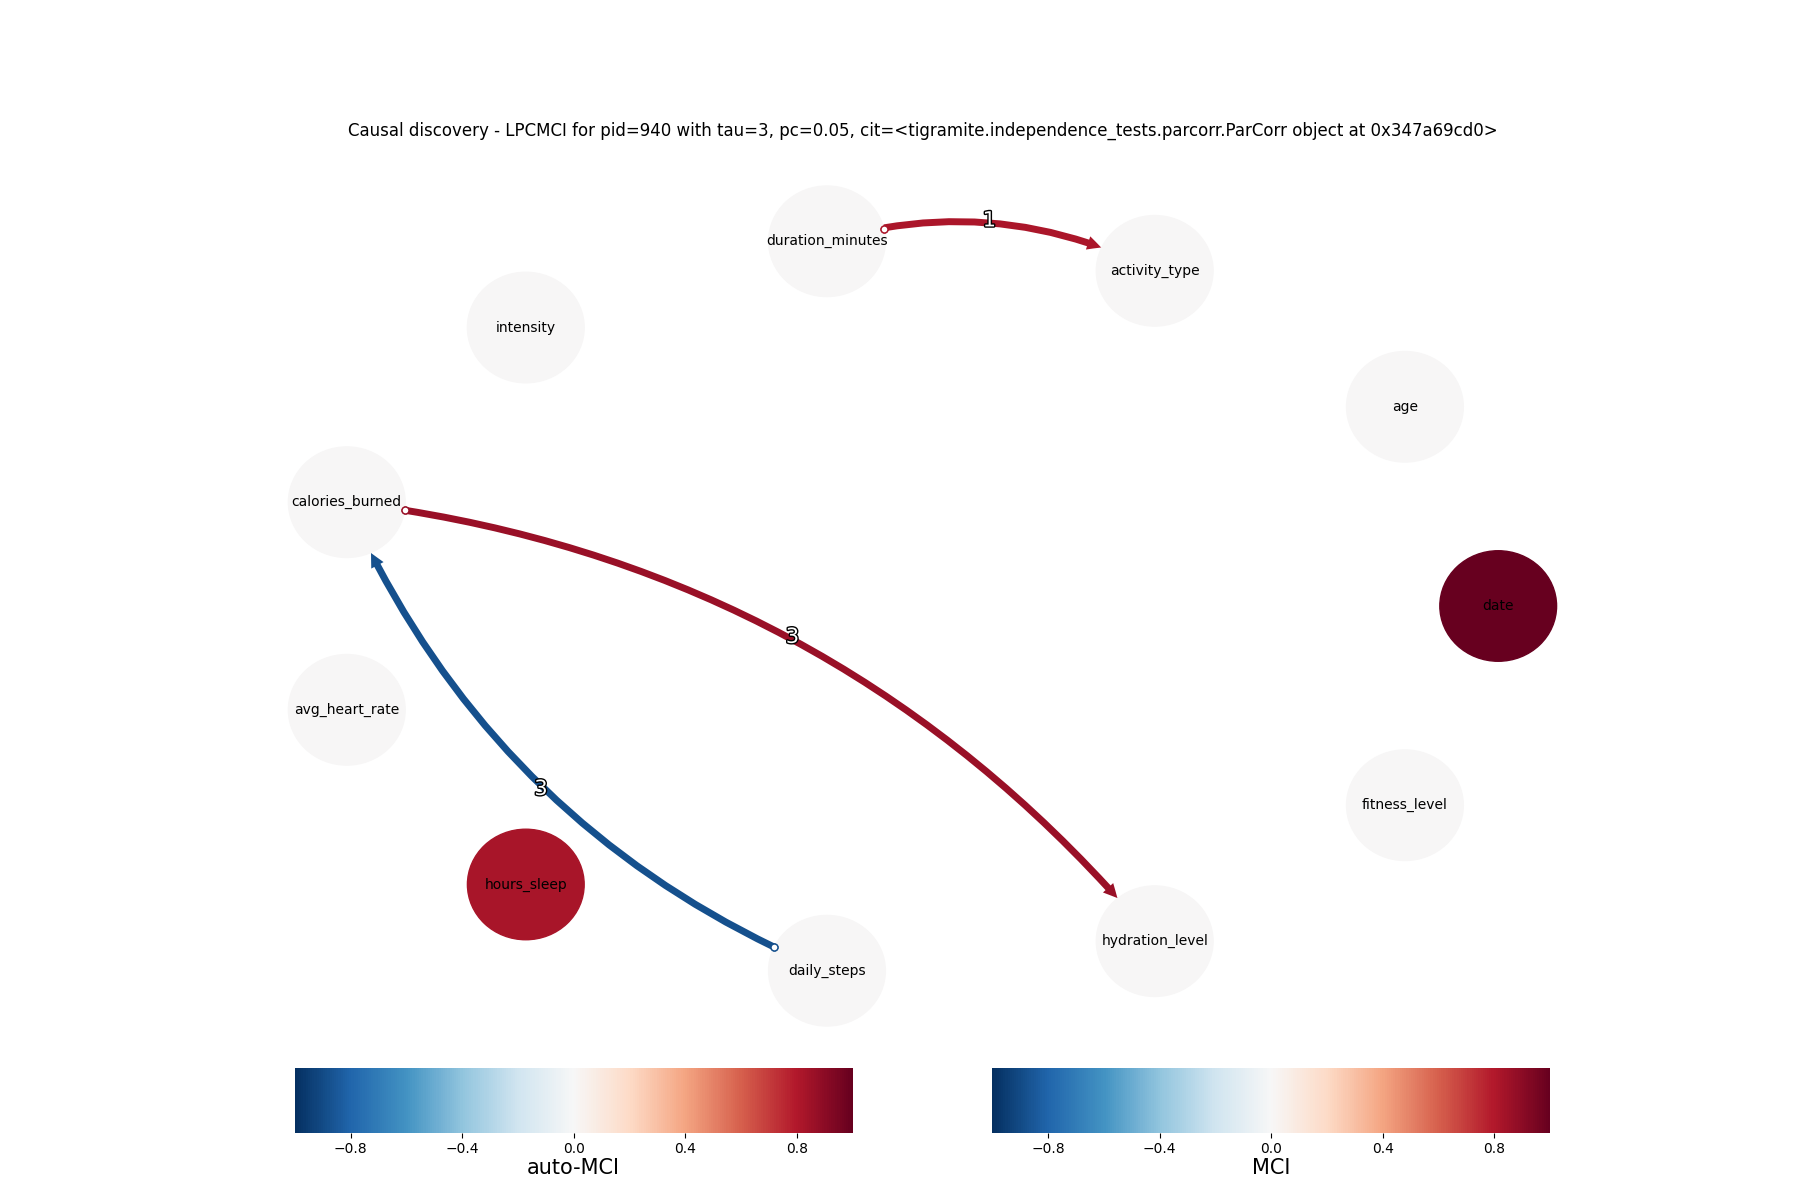 Causal discovery - LPCMCI for pid=940 with tau=3, pc=0.05, cit=<tigramite.independence_tests.parcorr.ParCorr object at 0x347a69cd0>
duration_minutes
1
activity_type
intensity
age
calories_burned
date
3
avg_heart_rate
3
fitness_level
hours_sleep
hydration_level
daily_steps
−0.8 −0.4 0.0 0.4 0.8
auto-MCI
−0.8 −0.4 0.0 0.4 0.8
MCI